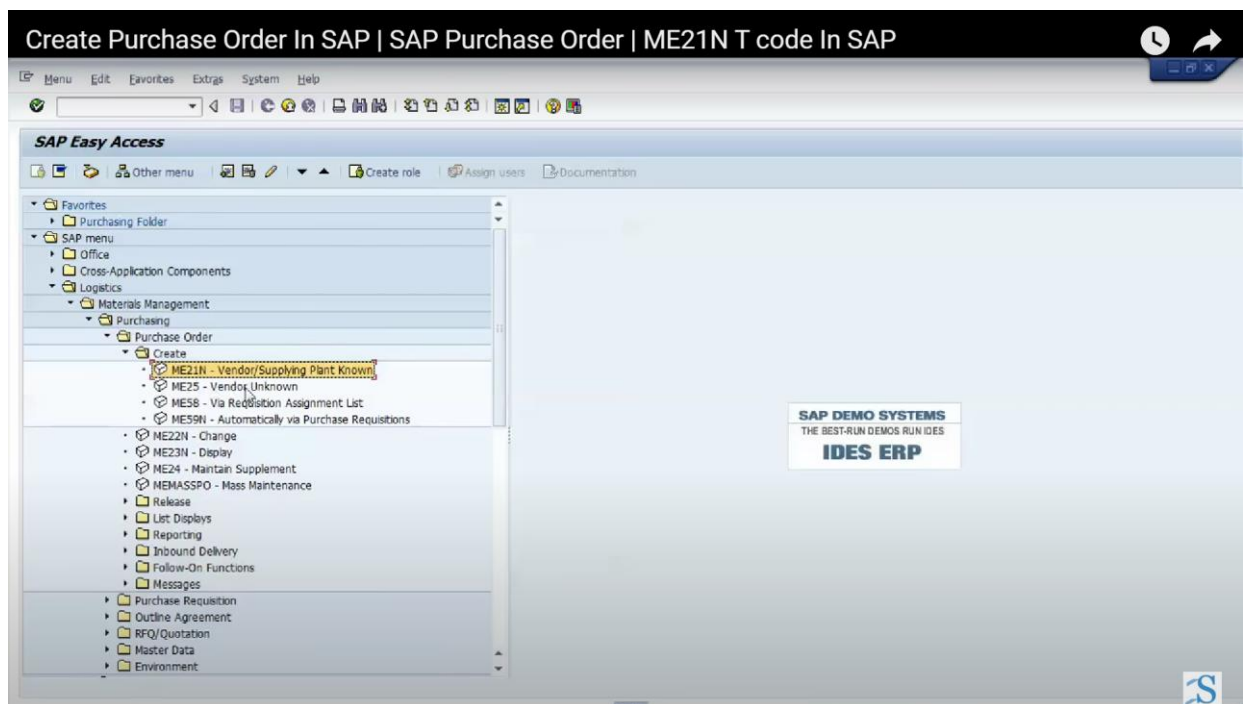 Create Purchase Order In SAP | SAP Purchase Order | ME21N T code In SAP
Menu Edit Favorites Extras System Help
SAP Easy Access
Other menu Create role Assign users Documentation
Favorites
Purchasing Folder
SAP menu
Office
Cross-Application Components
Logistics
Materials Management
Purchasing
Purchase Order
Create
ME21N - Vendor/Supplying Plant Known
ME25 - Vendor Unknown
ME58 - Via Requisition Assignment List
ME59N - Automatically via Purchase Requisitions
ME22N - Change
ME23N - Display
ME24 - Maintain Supplement
MEMASSPO - Mass Maintenance
Release
List Displays
Reporting
Inbound Delivery
Follow-On Functions
Messages
Purchase Requisition
Outline Agreement
RFQ/Quotation
Master Data
Environment
SAP DEMO SYSTEMS
THE BEST-RUN DEMOS RUN IDES
IDES ERP
S